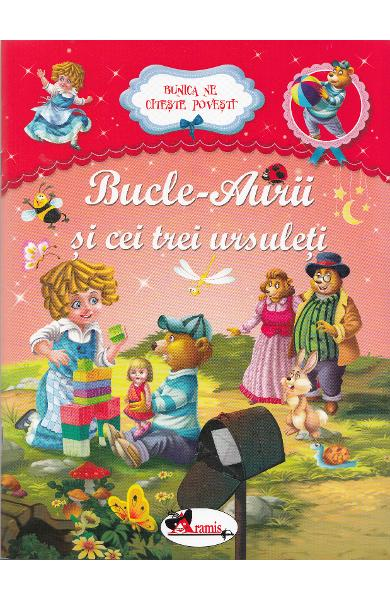 BUNICA NE
CITEȘTE POVEȘTI
Bucle-Aurii
și cei trei ursuleți
Aramis